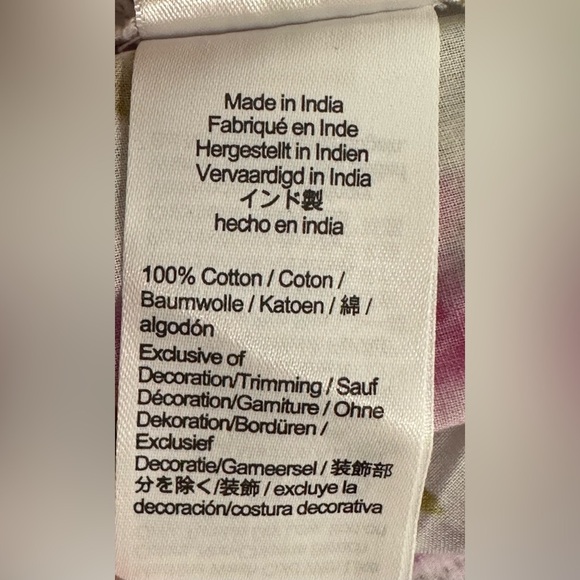 Made in India
Fabriqué en Inde
Hergestellt in Indien
Vervaardigd in India
インド製
hecho en india
100% Cotton / Coton /
Baumwolle / Katoen / 綿 /
algodón
Exclusive of
Decoration/Trimming / Sauf
Décoration/Garniture / Ohne
Dekoration/Bordüren /
Exclusief
Decoratie/Garneersel / 装飾部
分を除く/装飾 / excluye la
decoración/costura decorativa